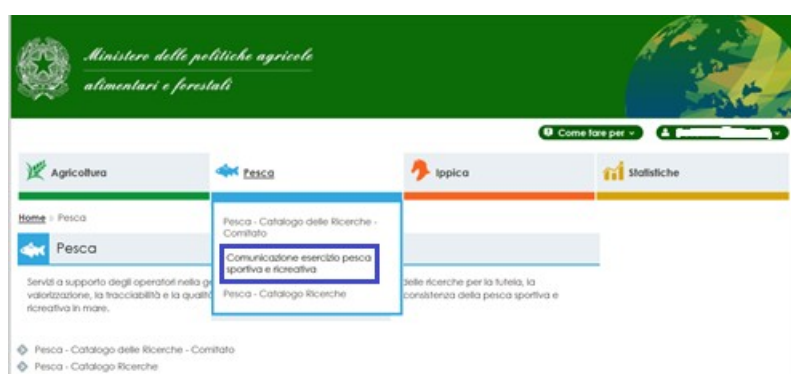 Ministero delle politiche agricole
alimentari e forestali
Come fare per
Agricoltura
Pesca
Ippica
Statistiche
Home > Pesca
Pesca - Catalogo delle Ricerche -
Comitato
Pesca
Comunicazione esercizio pesca
sportiva e ricreativa
Servizi a supporto degli operatori nella
delle ricerche per la tutela, la
valorizzazione, la tracciabilità e la
Pesca - Catalogo Ricerche
consistenza della pesca sportiva e
ricreativa in mare.
Pesca - Catalogo delle Ricerche - Comitato
Pesca - Catalogo Ricerche